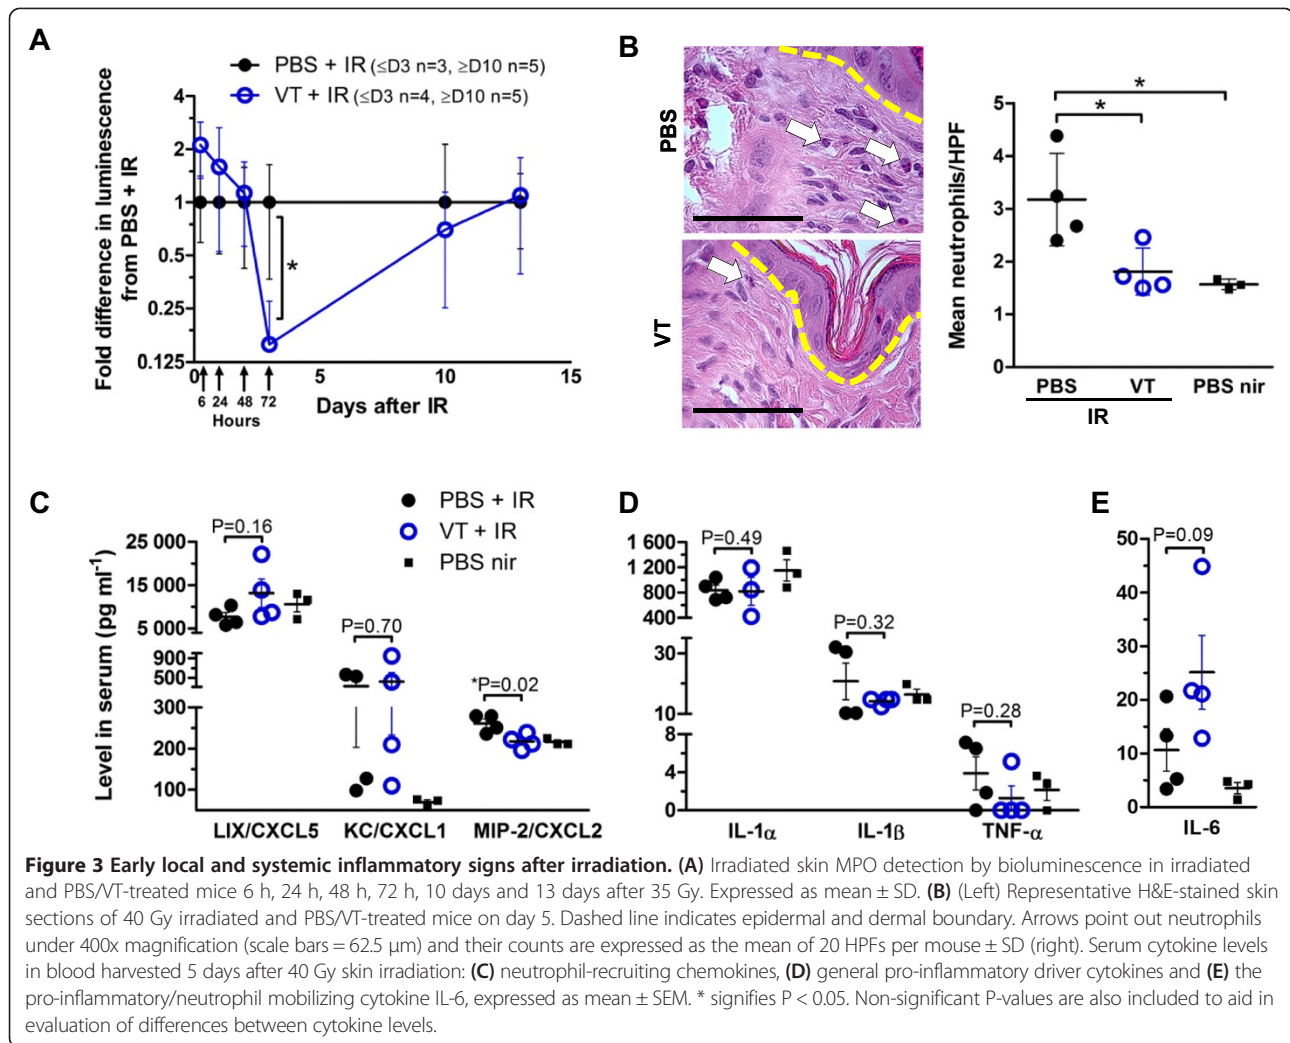 A
PBS + IR (≤D3 n=3, ≥D10 n=5)
VT + IR (≤D3 n=4, ≥D10 n=5)
Fold difference in luminescence
from PBS + IR
4
2
1
0.5
0.25
0.125
*
0 5 10 15
6 24 48 72
Hours
Days after IR
B
PBS
VT
Mean neutrophils/HPF
5
4
3
2
1
0
*
*
PBS VT PBS nir
IR
C
PBS + IR
VT + IR
PBS nir
Level in serum (pg ml⁻¹)
25 000
15 000
5 000
900
500
300
200
100
P=0.16
P=0.70
*P=0.02
LIX/CXCL5 KC/CXCL1 MIP-2/CXCL2
D
1 600
1 200
800
400
30
10
8
4
0
P=0.49
P=0.32
P=0.28
IL-1α IL-1β TNF-α
E
P=0.09
50
40
30
20
10
0
IL-6
Figure 3 Early local and systemic inflammatory signs after irradiation. (A) Irradiated skin MPO detection by bioluminescence in irradiated
and PBS/VT-treated mice 6 h, 24 h, 48 h, 72 h, 10 days and 13 days after 35 Gy. Expressed as mean ± SD. (B) (Left) Representative H&E-stained skin
sections of 40 Gy irradiated and PBS/VT-treated mice on day 5. Dashed line indicates epidermal and dermal boundary. Arrows point out neutrophils
under 400x magnification (scale bars = 62.5 μm) and their counts are expressed as the mean of 20 HPFs per mouse ± SD (right). Serum cytokine levels
in blood harvested 5 days after 40 Gy skin irradiation: (C) neutrophil-recruiting chemokines, (D) general pro-inflammatory driver cytokines and (E) the
pro-inflammatory/neutrophil mobilizing cytokine IL-6, expressed as mean ± SEM. * signifies P < 0.05. Non-significant P-values are also included to aid in
evaluation of differences between cytokine levels.